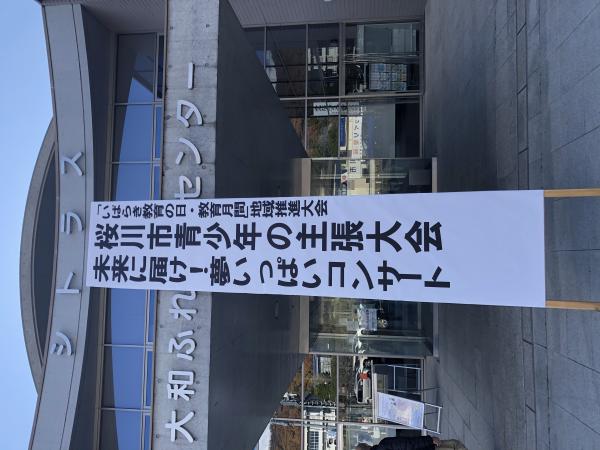 シトラス
大和ふれ センター
「いばらき教育の日・教育月間」地域推進大会
桜川市青少年の主張大会
未来に届け!夢いっぱいコンサート